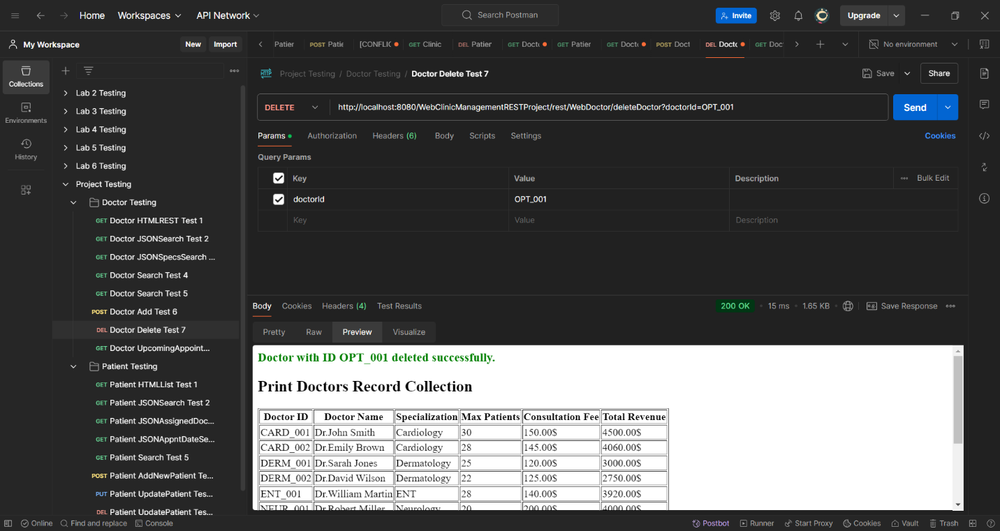 Home Workspaces API Network Search Postman Invite Upgrade
My Workspace New Import
Patier POST Patie [CONFLIC GET Clinic DEL Patier GET Doct GET Patier GET Doct POST Doct DEL Doctc GET Doc No environment
Collections
Environments
History
Lab 2 Testing
Lab 3 Testing
Lab 4 Testing
Lab 5 Testing
Lab 6 Testing
Project Testing
Doctor Testing
GET Doctor HTMLREST Test 1
GET Doctor JSONSearch Test 2
GET Doctor JSONSpecsSearch ...
GET Doctor Search Test 4
GET Doctor Search Test 5
POST Doctor Add Test 6
DEL Doctor Delete Test 7
GET Doctor UpcomingAppoint...
Patient Testing
GET Patient HTMLList Test 1
GET Patient JSONSearch Test 2
GET Patient JSONAssignedDoc...
GET Patient JSONAppntDateSe...
GET Patient Search Test 5
POST Patient AddNewPatient Te...
PUT Patient UpdatePatient Tes...
DEL Patient UpdatePatient Tes...
HTTP Project Testing / Doctor Testing / Doctor Delete Test 7 Save Share
DELETE http://localhost:8080/WebClinicManagementRESTProject/rest/WebDoctor/deleteDoctor?doctorId=OPT_001 Send
Params Authorization Headers (6) Body Scripts Settings Cookies
Query Params
Key Value Description Bulk Edit
doctorId OPT_001
Key Value Description
Body Cookies Headers (4) Test Results 200 OK 15 ms 1.65 KB e.g. Save Response
Pretty Raw Preview Visualize
Doctor with ID OPT_001 deleted successfully.
Print Doctors Record Collection
Doctor ID Doctor Name Specialization Max Patients Consultation Fee Total Revenue
CARD_001 Dr.John Smith Cardiology 30 150.00$ 4500.00$
CARD_002 Dr.Emily Brown Cardiology 28 145.00$ 4060.00$
DERM_001 Dr.Sarah Jones Dermatology 25 120.00$ 3000.00$
DERM_002 Dr.David Wilson Dermatology 22 125.00$ 2750.00$
ENT_001 Dr.William Martin ENT 28 140.00$ 3920.00$
NEUR_001 Dr.Robert Miller Neurology 20 200.00$ 4000.00$
Online Find and replace Console Postbot Runner Start Proxy Cookies Vault Trash